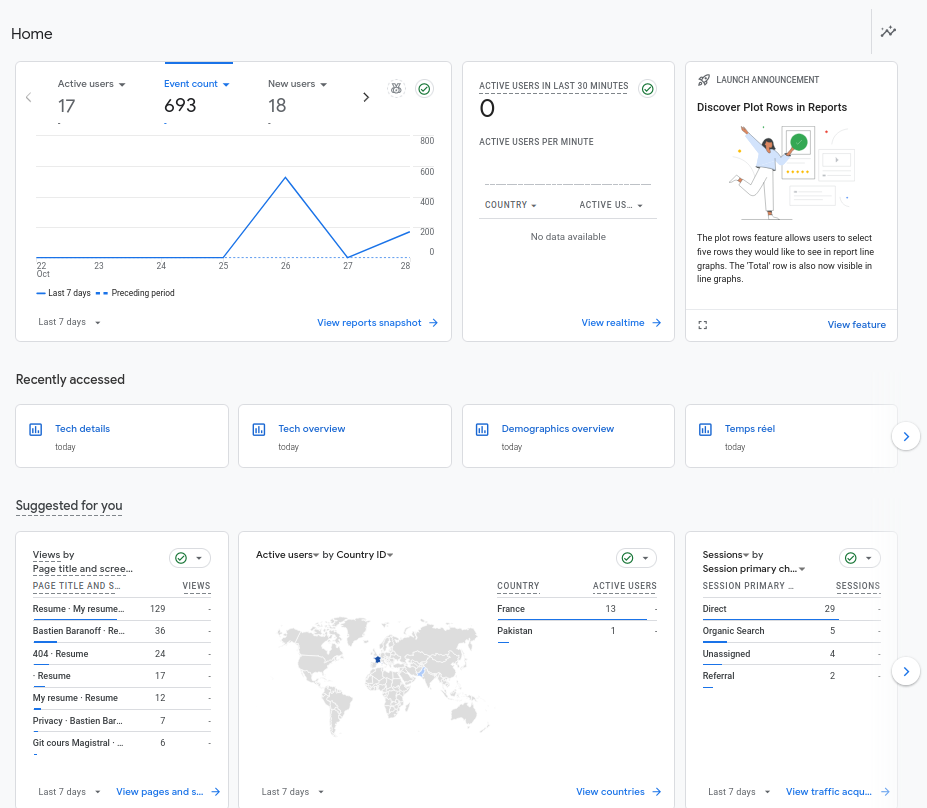 Home
Active users
Event count
New users
17
693
18
-
-
-
800
600
400
200
0
22
23
24
25
26
27
28
Oct
Last 7 days
Preceding period
Last 7 days
View reports snapshot
ACTIVE USERS IN LAST 30 MINUTES
0
ACTIVE USERS PER MINUTE
COUNTRY
ACTIVE US…
No data available
View realtime
LAUNCH ANNOUNCEMENT
Discover Plot Rows in Reports
The plot rows feature allows users to select
five rows they would like to see in report line
graphs. The 'Total' row is also now visible in
line graphs.
View feature
Recently accessed
Tech details
today
Tech overview
today
Demographics overview
today
Temps réel
today
Suggested for you
Views by
Page title and scree…
PAGE TITLE AND S… VIEWS
Resume · My resume… 129 -
Bastien Baranoff · Re… 36 -
404 · Resume 24 -
· Resume 17 -
My resume · Resume 12 -
Privacy · Bastien Bar… 7 -
Git cours Magistral · … 6 -
Last 7 days
View pages and s…
Active users by Country ID
COUNTRY ACTIVE USERS
France 13 -
Pakistan 1 -
Last 7 days
View countries
Sessions by
Session primary ch…
SESSION PRIMARY … SESSIONS
Direct 29 -
Organic Search 5 -
Unassigned 4 -
Referral 2 -
Last 7 days
View traffic acqu…